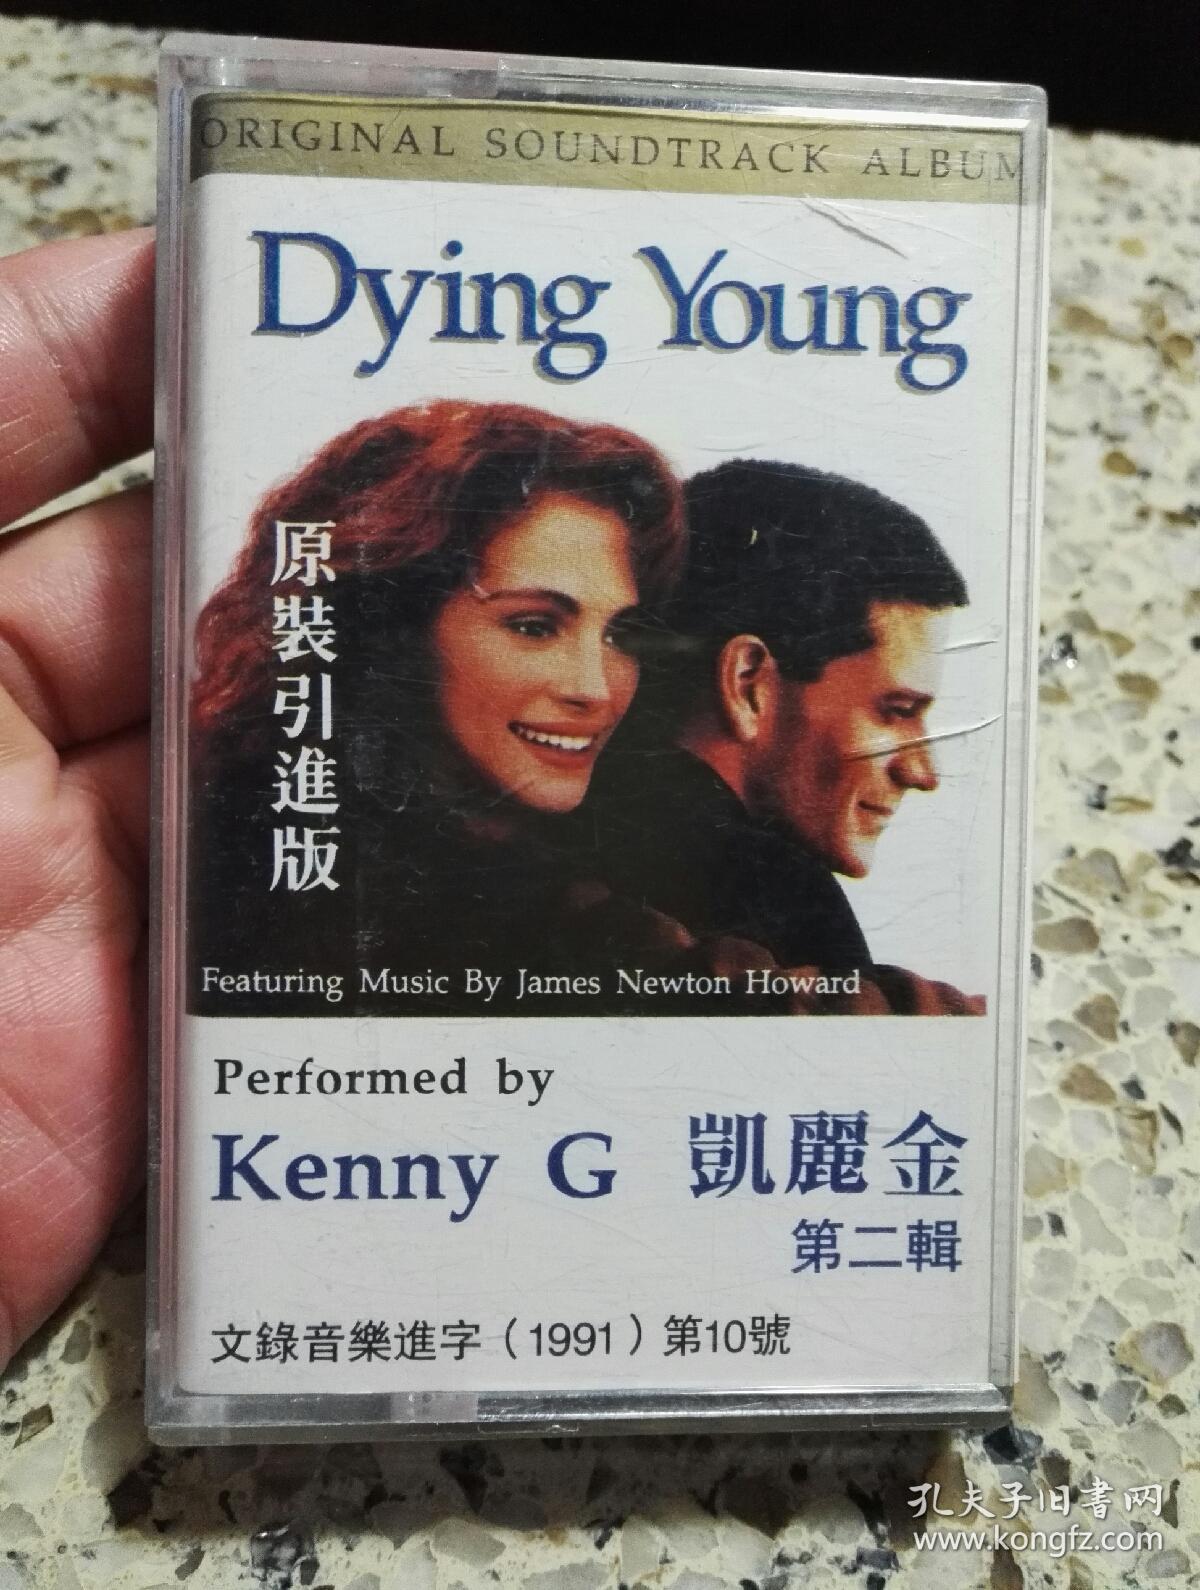 ORIGINAL SOUNDTRACK ALBUM
Dying Young
原裝引進版
Featuring Music By James Newton Howard
Performed by
Kenny G 凱麗金
第二輯
文錄音樂進字（1991）第10號
孔夫子旧書网
www.kongfz.com